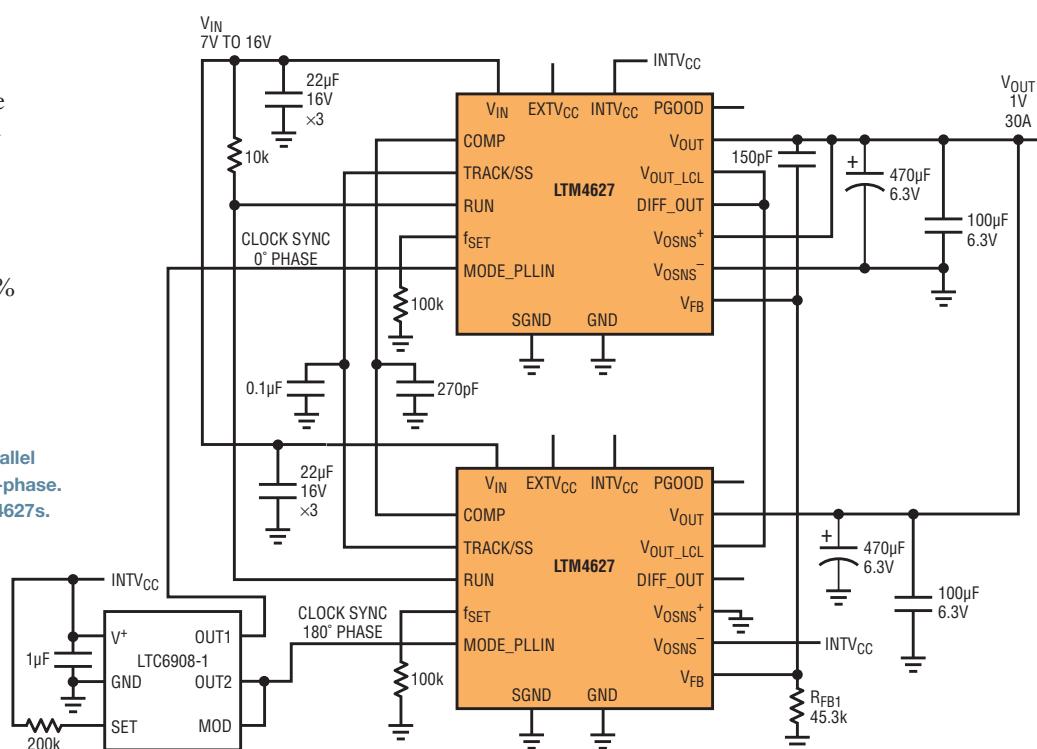 VIN
7V TO 16V
22µF
16V
×3
10k
INTVCC
VIN
EXTVCC
INTVCC
PGOOD
COMP
TRACK/SS
RUN
fSET
MODE_PLLIN
LTM4627
VOUT
VOUT_LCL
DIFF_OUT
VOSNS+
VOSNS–
VFB
SGND
GND
CLOCK SYNC
0° PHASE
100k
150pF
+
470µF
6.3V
100µF
6.3V
VOUT
1V
30A
%
0.1µF
270pF
allel
-phase.
4627s.
22µF
16V
×3
VIN
EXTVCC
INTVCC
PGOOD
COMP
TRACK/SS
RUN
fSET
MODE_PLLIN
LTM4627
VOUT
VOUT_LCL
DIFF_OUT
VOSNS+
VOSNS–
VFB
SGND
GND
CLOCK SYNC
180° PHASE
100k
+
470µF
6.3V
100µF
6.3V
INTVCC
RFB1
45.3k
INTVCC
1µF
V+
GND
SET
LTC6908-1
OUT1
OUT2
MOD
200k